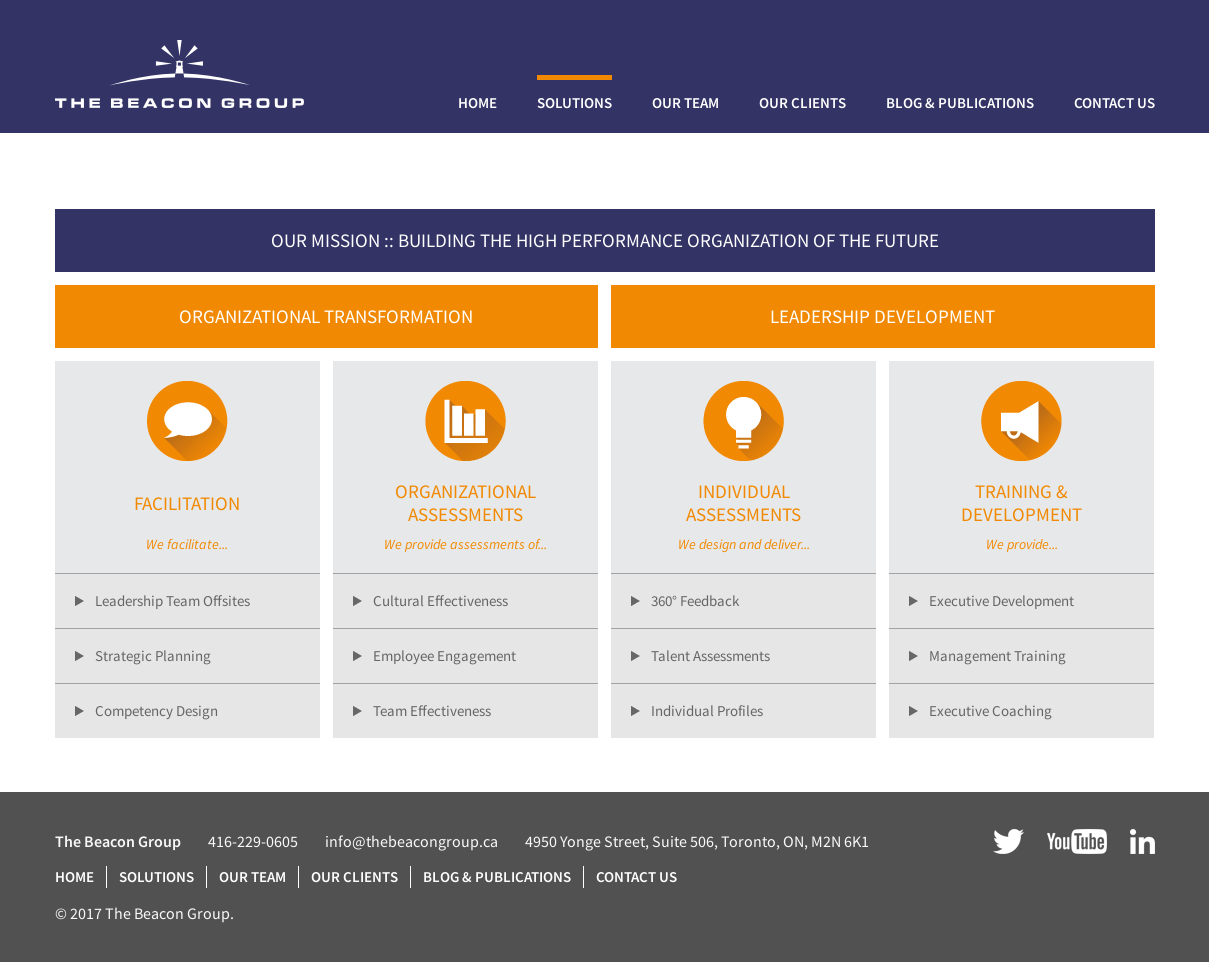 THE BEACON GROUP
HOME SOLUTIONS OUR TEAM OUR CLIENTS BLOG & PUBLICATIONS CONTACT US
OUR MISSION :: BUILDING THE HIGH PERFORMANCE ORGANIZATION OF THE FUTURE
ORGANIZATIONAL TRANSFORMATION
LEADERSHIP DEVELOPMENT
FACILITATION
We facilitate...
Leadership Team Offsites
Strategic Planning
Competency Design
ORGANIZATIONAL
ASSESSMENTS
We provide assessments of...
Cultural Effectiveness
Employee Engagement
Team Effectiveness
INDIVIDUAL
ASSESSMENTS
We design and deliver...
360° Feedback
Talent Assessments
Individual Profiles
TRAINING &
DEVELOPMENT
We provide...
Executive Development
Management Training
Executive Coaching
The Beacon Group 416-229-0605 info@thebeacongroup.ca 4950 Yonge Street, Suite 506, Toronto, ON, M2N 6K1
YouTube in
HOME SOLUTIONS OUR TEAM OUR CLIENTS BLOG & PUBLICATIONS CONTACT US
© 2017 The Beacon Group.